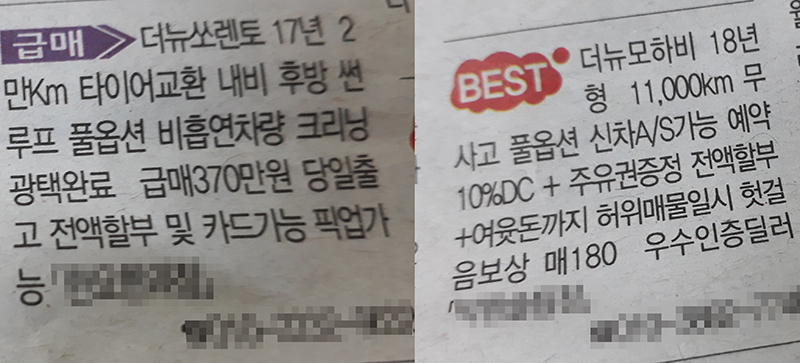 급매 더뉴쏘렌토 17년 2
만Km 타이어교환 내비 후방 썬
루프 풀옵션 비흡연차량 크리닝
광택완료 급매370만원 당일출
고 전액할부 및 카드가능 픽업가
능
BEST 더뉴모하비 18년
형 11,000km 무
사고 풀옵션 신차A/S가능 예약
10%DC + 주유권증정 전액할부
+여윳돈까지 허위매물일시 헛걸
음보상 매180 우수인증딜러